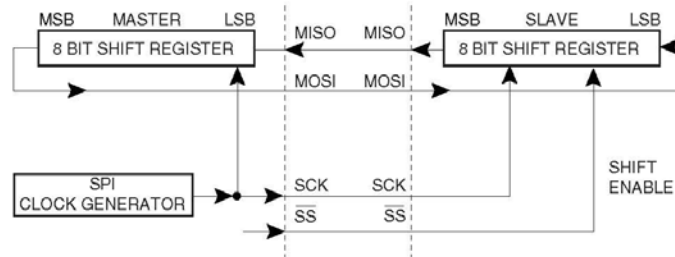 MSB MASTER LSB
8 BIT SHIFT REGISTER
MISO MISO
MSB SLAVE LSB
8 BIT SHIFT REGISTER
MOSI MOSI
SPI
CLOCK GENERATOR
SCK SCK
SS SS
SHIFT
ENABLE